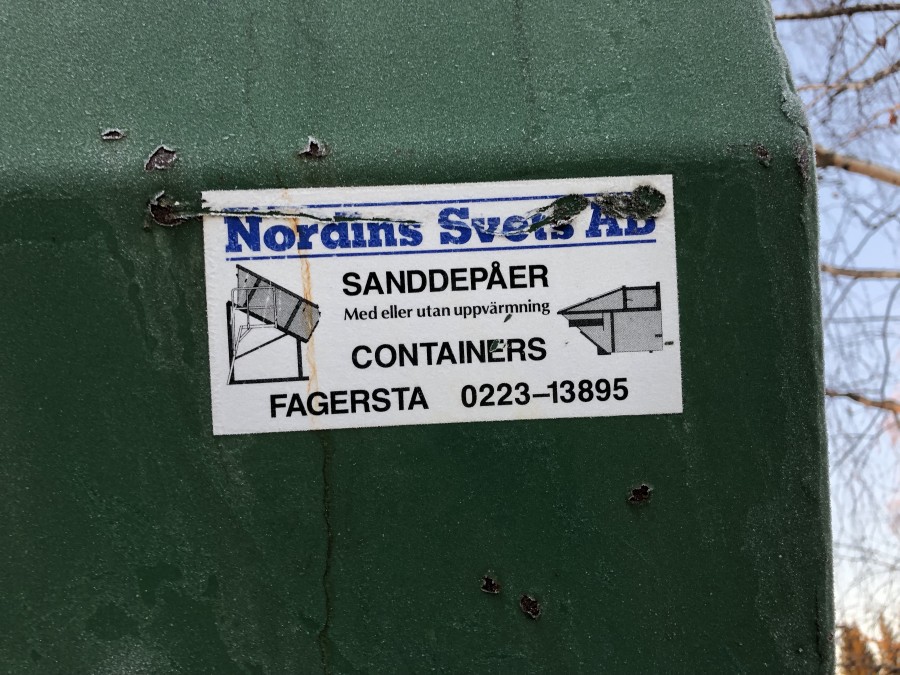 Nordins Svets AB
SANDDEPÅER
Med eller utan uppvärmning
CONTAINERS
FAGERSTA 0223-13895